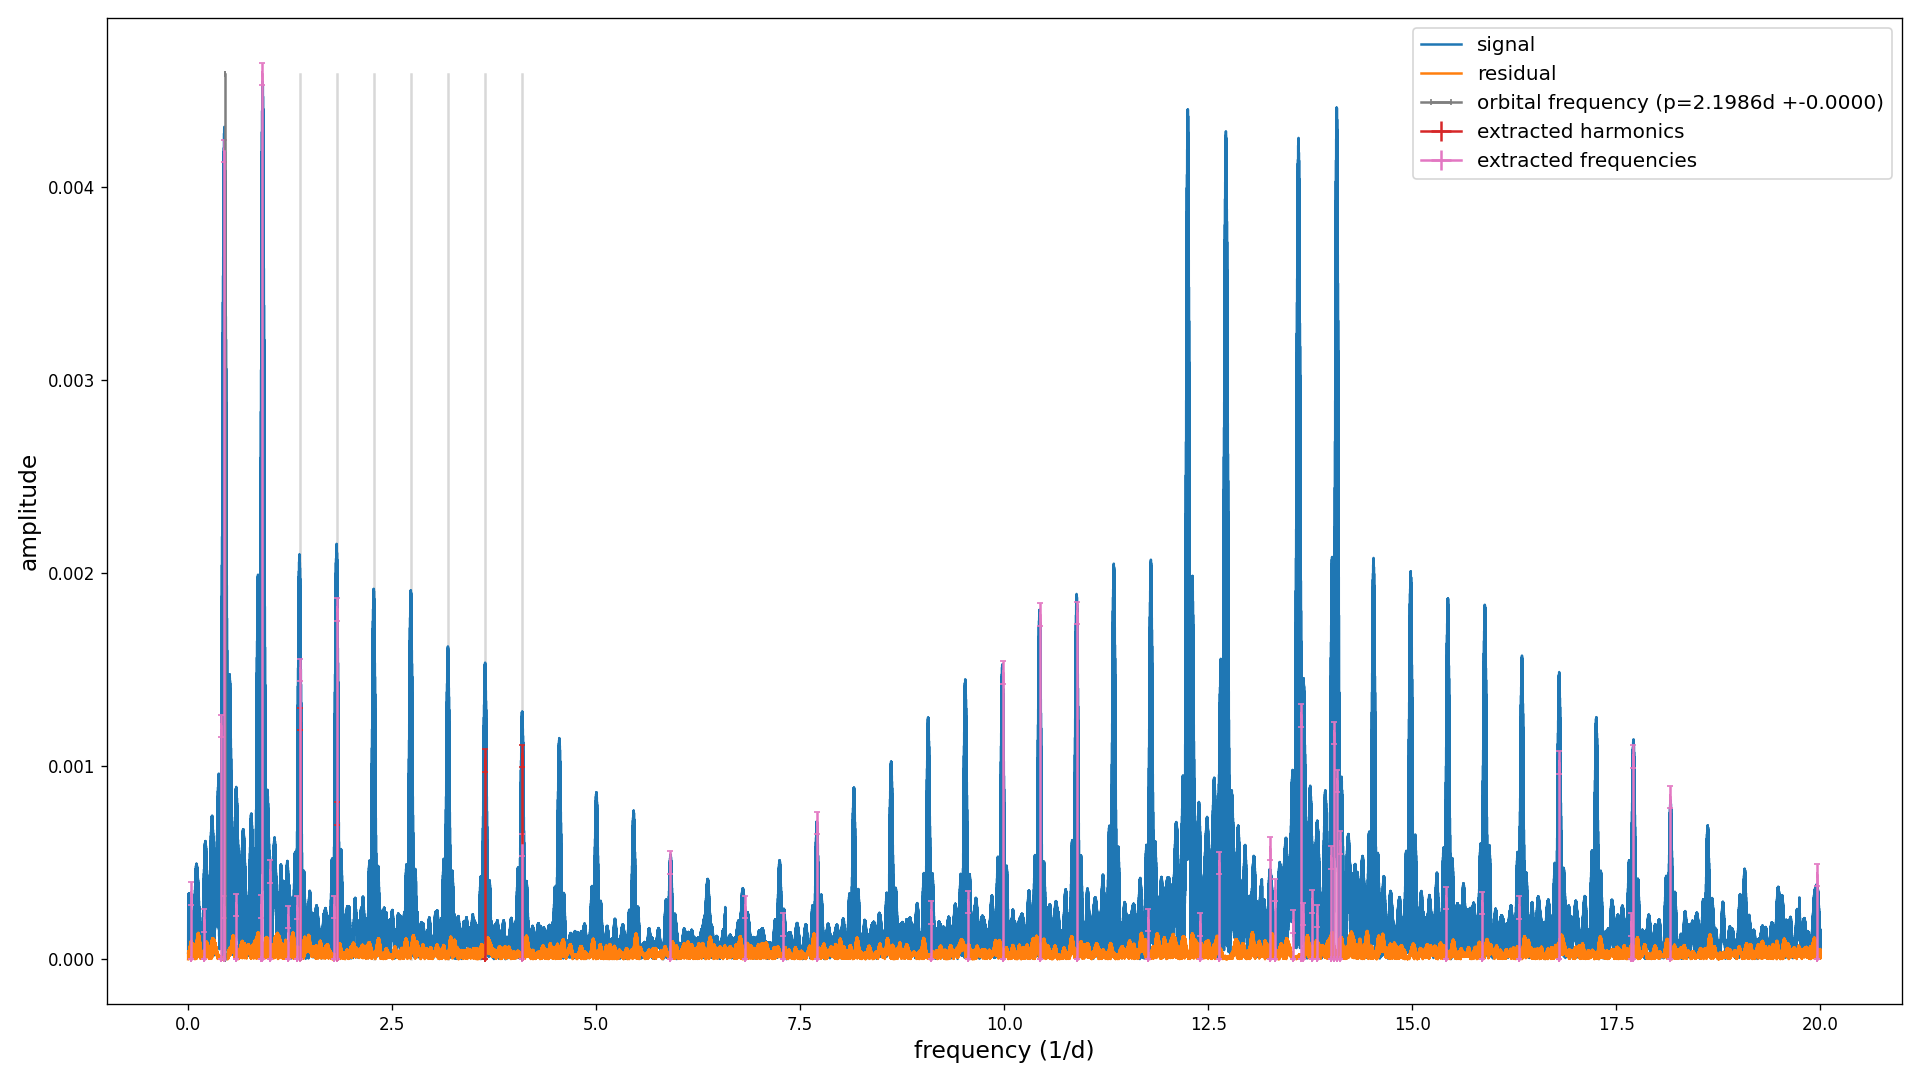 signal
residual
orbital frequency (p=2.1986d +-0.0000)
extracted harmonics
extracted frequencies
amplitude
0.004
0.003
0.002
0.001
0.000
0.0 2.5 5.0 7.5 10.0 12.5 15.0 17.5 20.0
frequency (1/d)